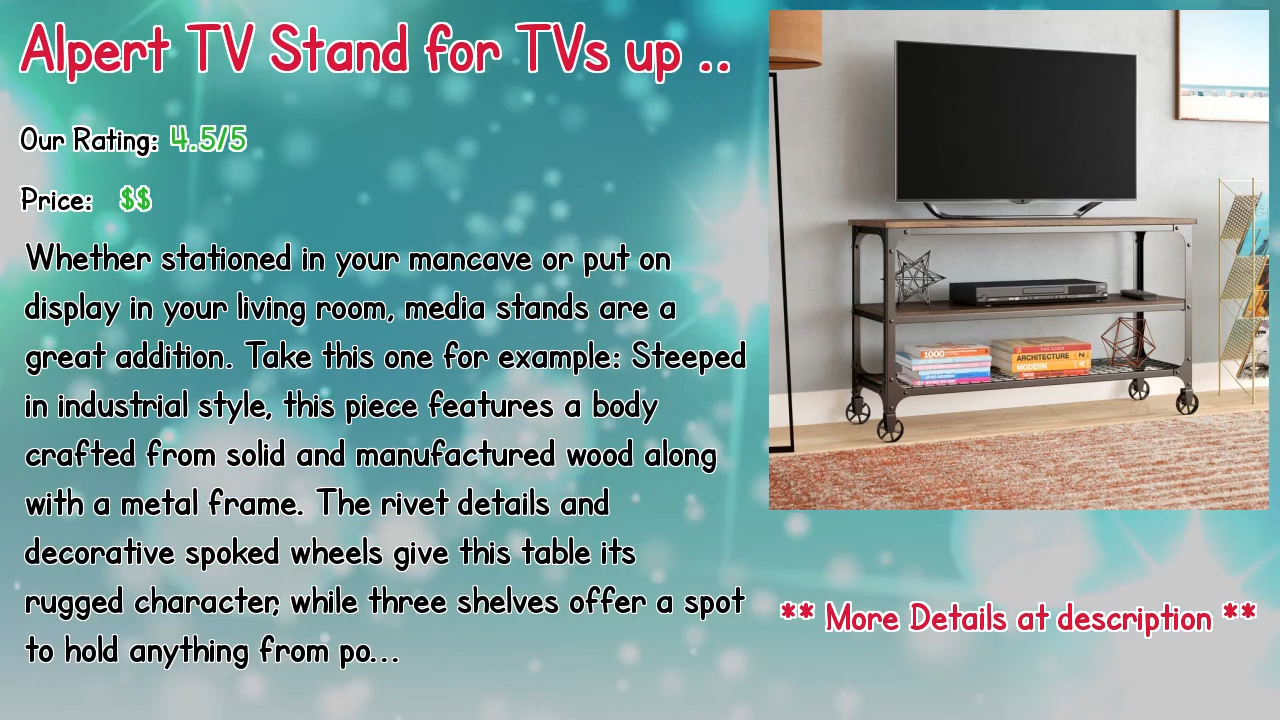 Alpert TV Stand for TVs up ..
Our Rating: 4.5/5
Price: $$
Whether stationed in your mancave or put on
display in your living room, media stands are a
great addition. Take this one for example: Steeped
in industrial style, this piece features a body
crafted from solid and manufactured wood along
with a metal frame. The rivet details and
decorative spoked wheels give this table its
rugged character, while three shelves offer a spot
to hold anything from po...
1000
ARCHITECTURE
MODERN
** More Details at description **